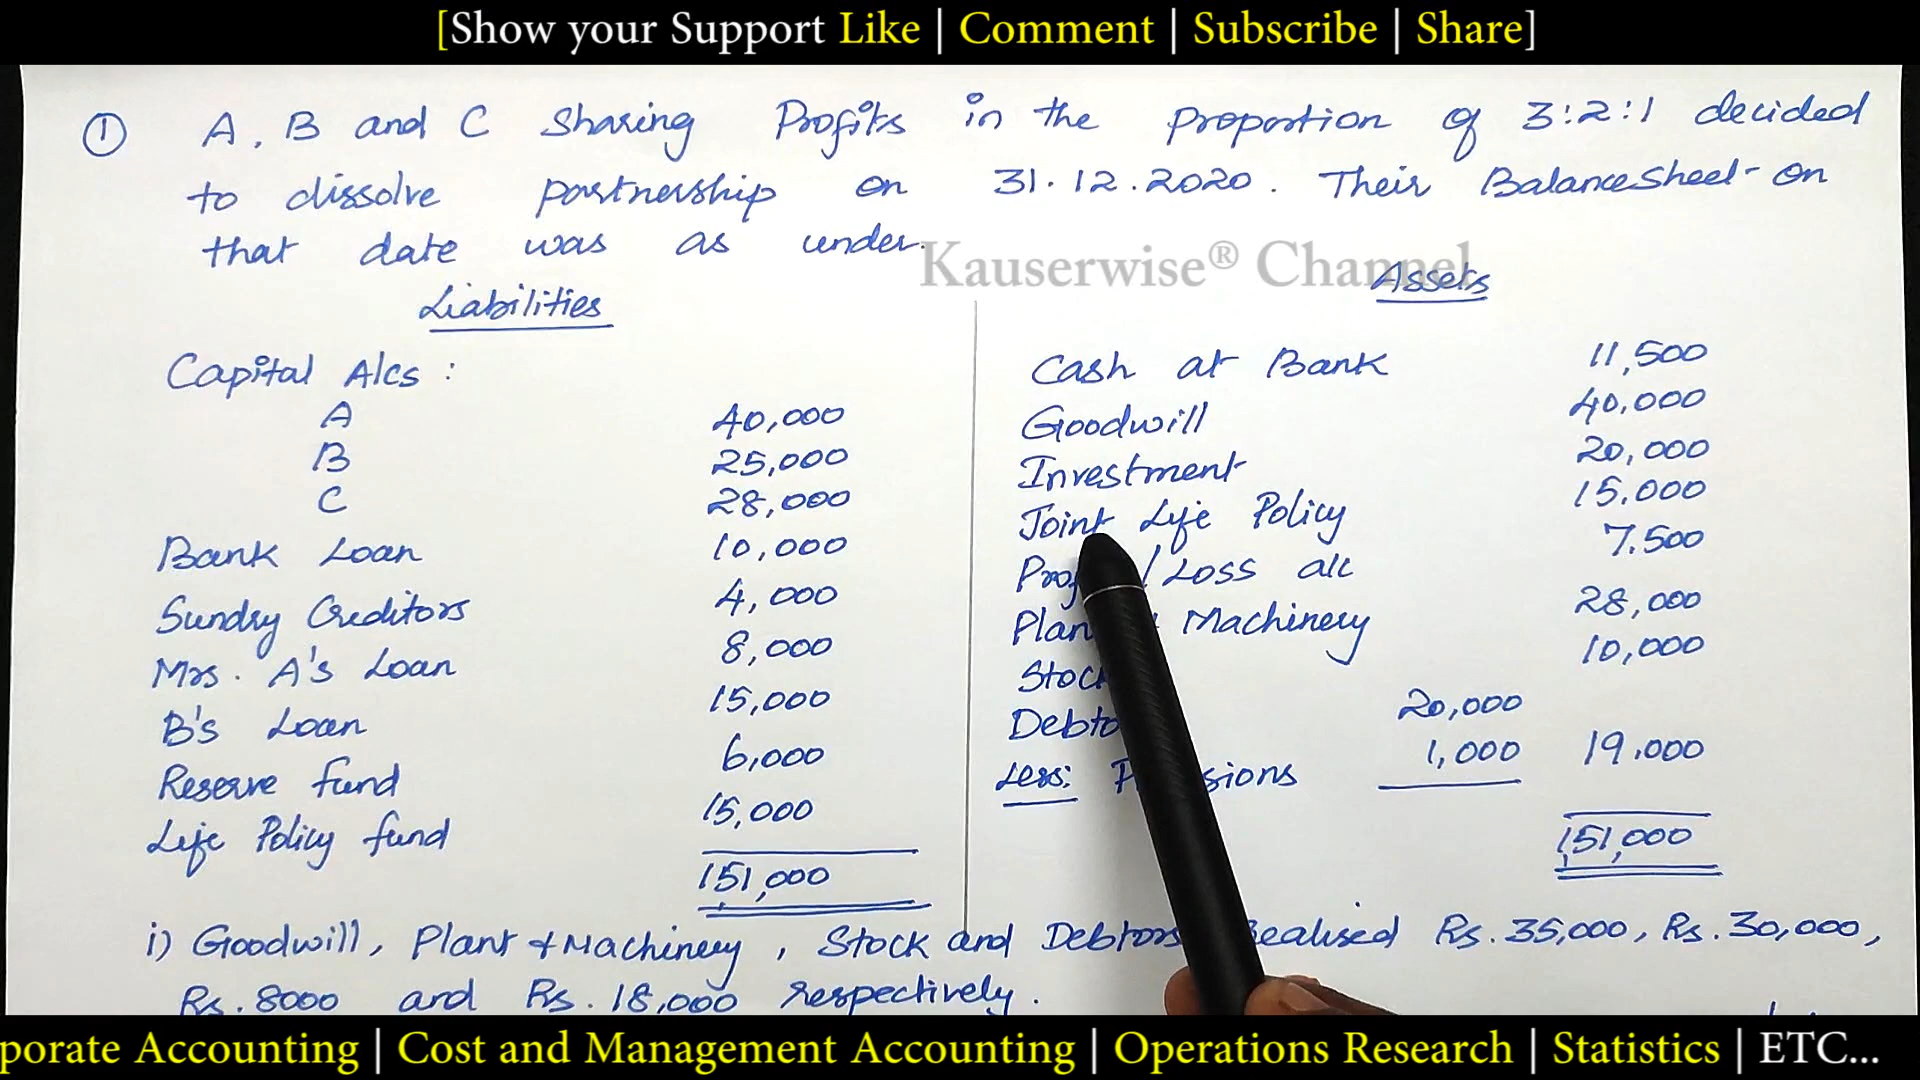 [Show your Support Like | Comment | Subscribe | Share]
① A, B and C sharing Profits in the proportion of 3:2:1 decided
to dissolve partnership on 31.12.2020. Their BalanceSheet on
that date was as under.
Kauserwise® Channel
Liabilities
Capital A/cs :
A 40,000
B 25,000
C 28,000
Bank Loan 10,000
Sundry Creditors 4,000
Mrs. A's Loan 8,000
B's Loan 15,000
Reserve fund 6,000
Life Policy fund 15,000
151,000
Assets
Cash at Bank 11,500
Goodwill 40,000
Investment 20,000
Joint Life Policy 15,000
/ Loss a/c 7,500
Machinery 28,000
10,000
20,000
Less: 1,000 19,000
151,000
i) Goodwill, Plant & Machinery, Stock and Debtors Realised Rs. 35,000, Rs. 30,000,
Rs. 8000 and Rs. 18,000 respectively.
porate Accounting | Cost and Management Accounting | Operations Research | Statistics | ETC...